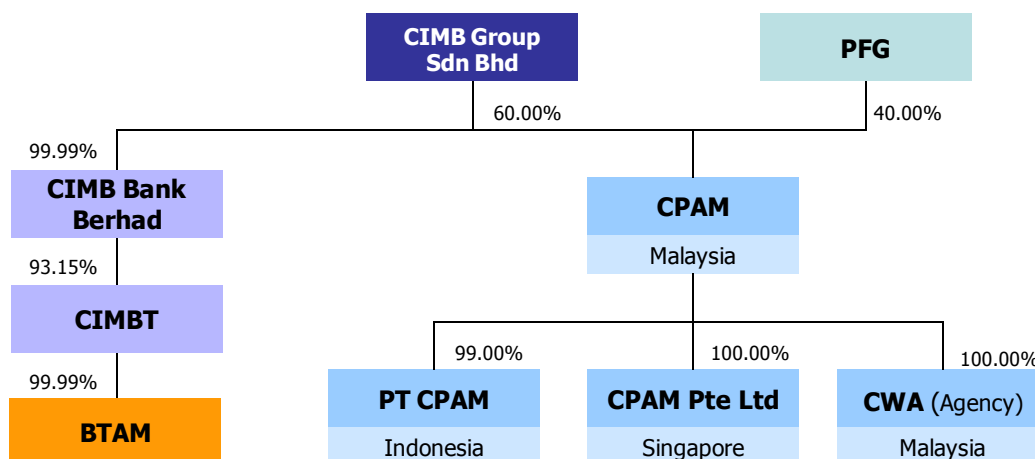 CIMB Group
Sdn Bhd
PFG
60.00%
40.00%
99.99%
CIMB Bank
Berhad
CPAM
Malaysia
93.15%
CIMBT
99.00%
100.00%
100.00%
99.99%
BTAM
PT CPAM
Indonesia
CPAM Pte Ltd
Singapore
CWA (Agency)
Malaysia